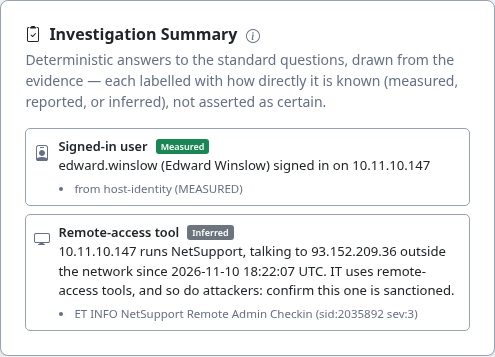 Investigation Summary
Deterministic answers to the standard questions, drawn from the
evidence — each labelled with how directly it is known (measured,
reported, or inferred), not asserted as certain.
Signed-in user Measured
edward.winslow (Edward Winslow) signed in on 10.11.10.147
• from host-identity (MEASURED)
Remote-access tool Inferred
10.11.10.147 runs NetSupport, talking to 93.152.209.36 outside
the network since 2026-11-10 18:22:07 UTC. IT uses remote-
access tools, and so do attackers: confirm this one is sanctioned.
• ET INFO NetSupport Remote Admin Checkin (sid:2035892 sev:3)